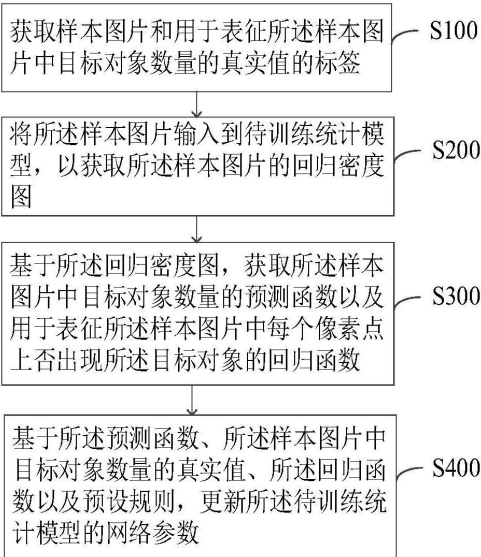 获取样本图片和用于表征所述样本图
片中目标对象数量的真实值的标签
S100
将所述样本图片输入到待训练统计模
型，以获取所述样本图片的回归密度
图
S200
基于所述回归密度图，获取所述样本
图片中目标对象数量的预测函数以及
用于表征所述样本图片中每个像素点
上否出现所述目标对象的回归函数
S300
基于所述预测函数、所述样本图片中
目标对象数量的真实值、所述回归函
数以及预设规则，更新所述待训练统
计模型的网络参数
S400